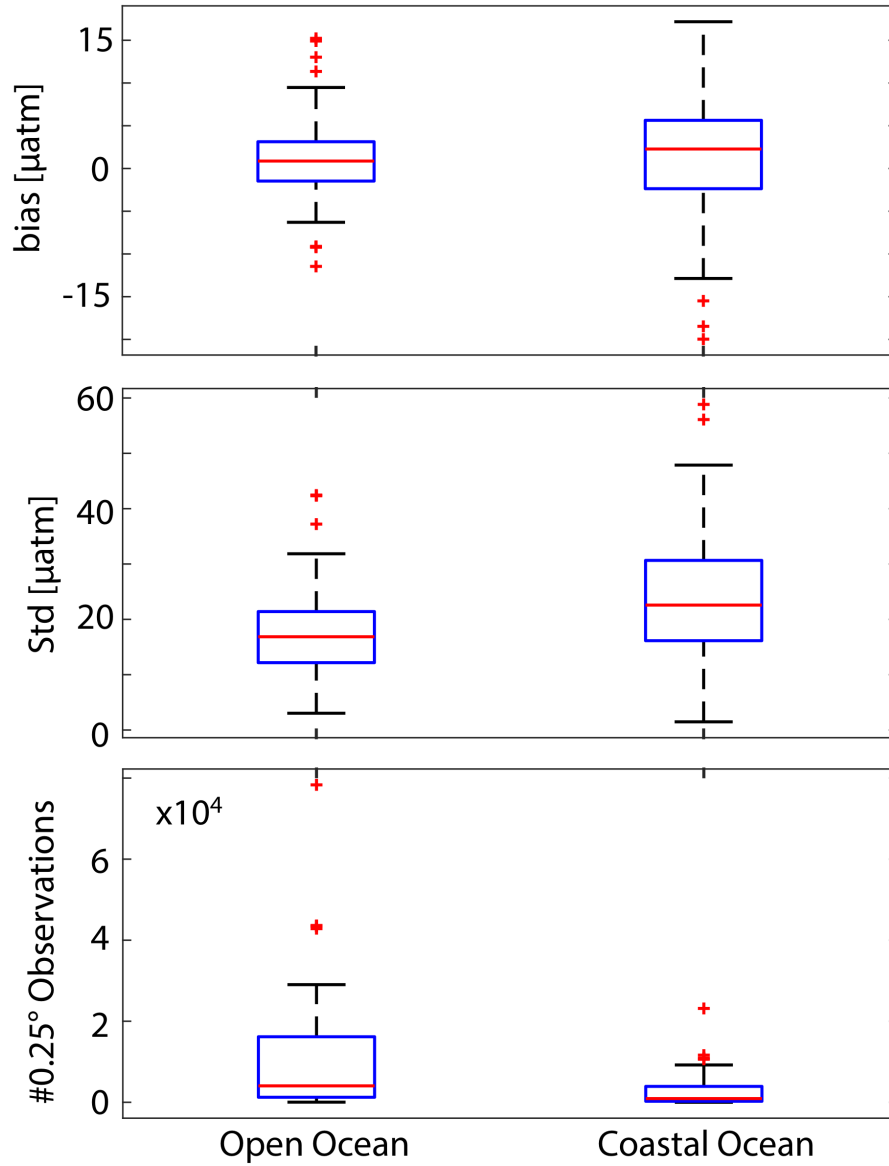 bias [µatm]
15
0
-15
Std [µatm]
60
40
20
0
#0.25° Observations
x10⁴
6
4
2
0
Open Ocean
Coastal Ocean